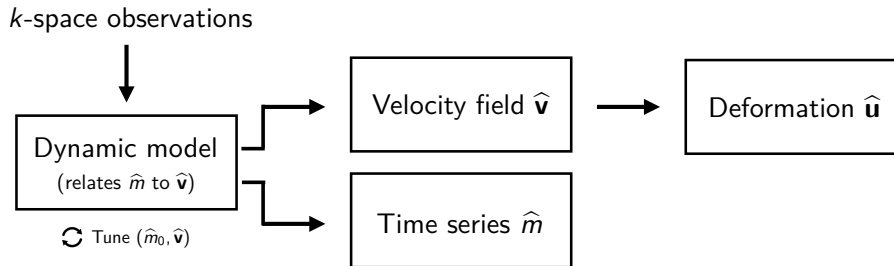 k-space observations
Dynamic model
(relates m̂ to v̂)
Tune (m̂₀, v̂)
Velocity field v̂
Time series m̂
Deformation û